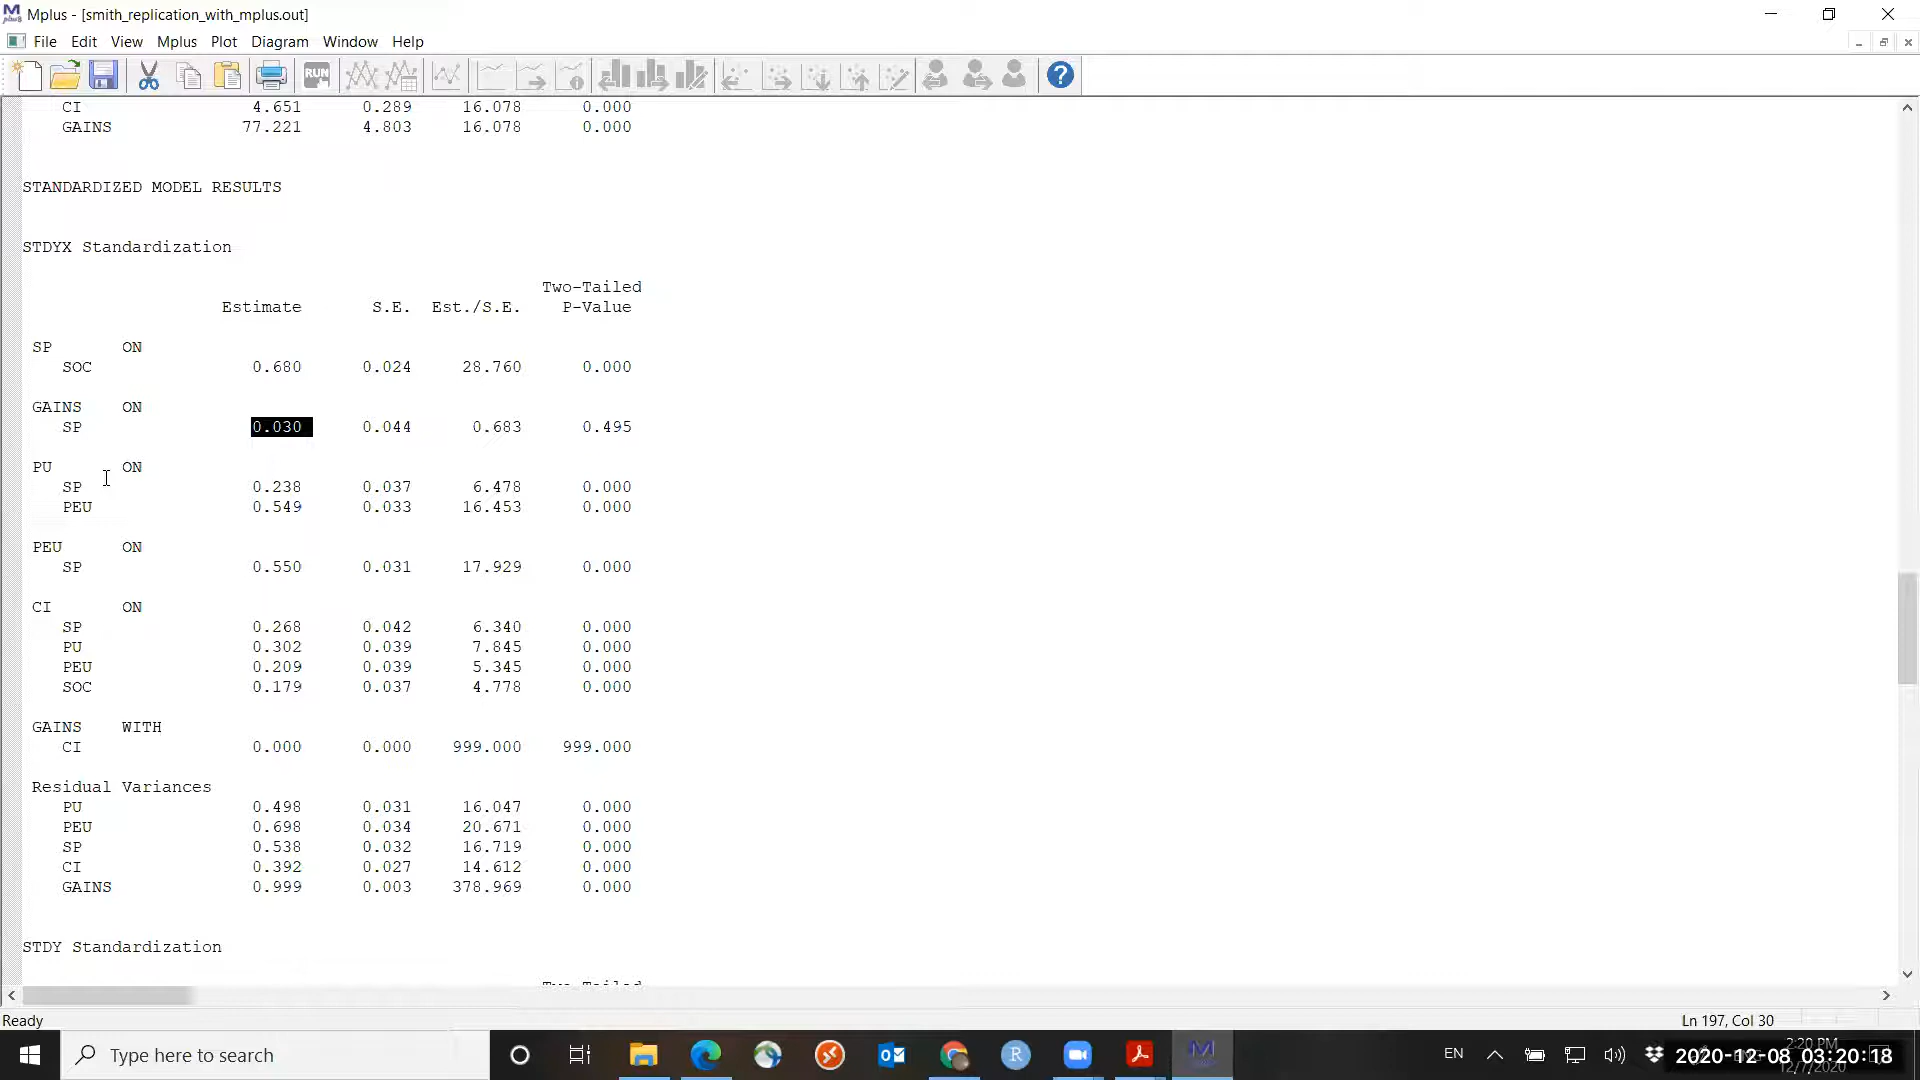 Mplus - [smith_replication_with_mplus.out]
File Edit View Mplus Plot Diagram Window Help
RUN
CI 4.651 0.289 16.078 0.000
GAINS 77.221 4.803 16.078 0.000
STANDARDIZED MODEL RESULTS
STDYX Standardization
Two-Tailed
Estimate S.E. Est./S.E. P-Value
SP ON
SOC 0.680 0.024 28.760 0.000
GAINS ON
SP 0.030 0.044 0.683 0.495
PU ON
SP 0.238 0.037 6.478 0.000
PEU 0.549 0.033 16.453 0.000
PEU ON
SP 0.550 0.031 17.929 0.000
CI ON
SP 0.268 0.042 6.340 0.000
PU 0.302 0.039 7.845 0.000
PEU 0.209 0.039 5.345 0.000
SOC 0.179 0.037 4.778 0.000
GAINS WITH
CI 0.000 0.000 999.000 999.000
Residual Variances
PU 0.498 0.031 16.047 0.000
PEU 0.698 0.034 20.671 0.000
SP 0.538 0.032 16.719 0.000
CI 0.392 0.027 14.612 0.000
GAINS 0.999 0.003 378.969 0.000
STDY Standardization
Two-Tailed
Ready
Ln 197, Col 30
Type here to search
EN
2:20 PM
2020-12-08 03:20:18
12/7/2020